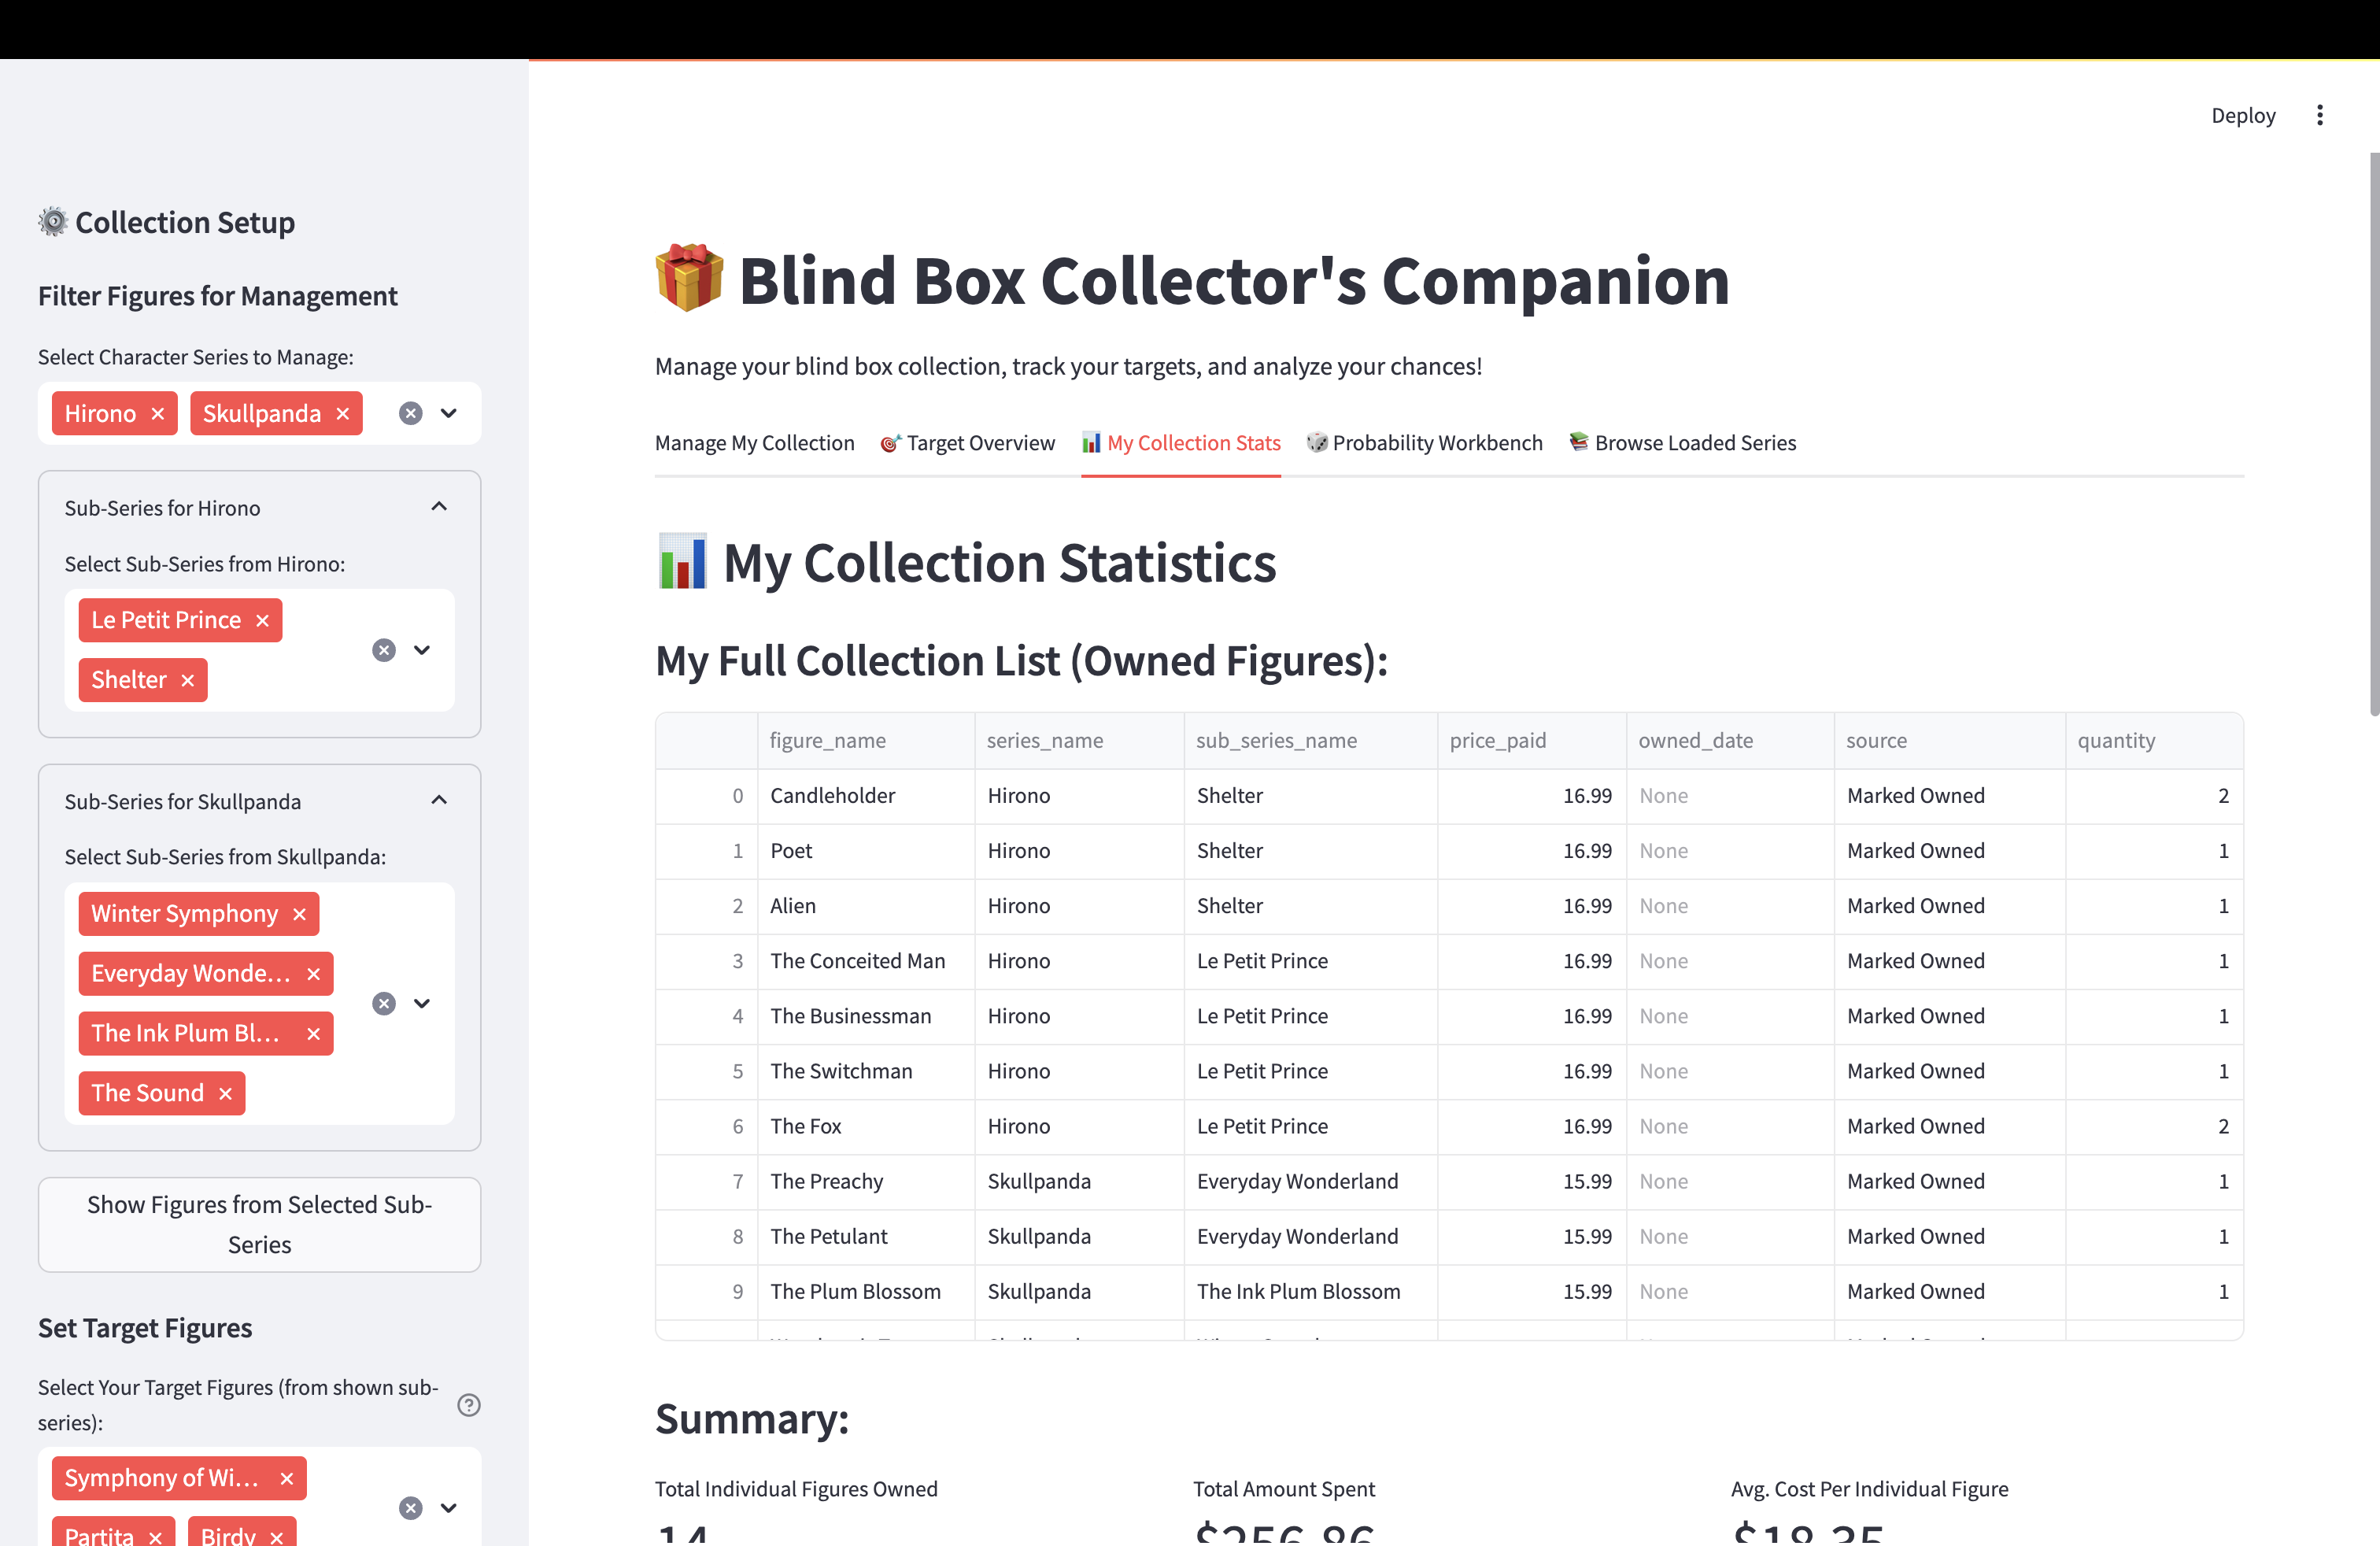 Deploy
Collection Setup
Filter Figures for Management
Select Character Series to Manage:
Hirono
Skullpanda
Sub-Series for Hirono
Select Sub-Series from Hirono:
Le Petit Prince
Shelter
Sub-Series for Skullpanda
Select Sub-Series from Skullpanda:
Winter Symphony
Everyday Wonde...
The Ink Plum Bl...
The Sound
Show Figures from Selected Sub-
Series
Set Target Figures
Select Your Target Figures (from shown sub-
series):
Symphony of Wi...
Partita
Birdy
Blind Box Collector's Companion
Manage your blind box collection, track your targets, and analyze your chances!
Manage My Collection Target Overview My Collection Stats Probability Workbench Browse Loaded Series
My Collection Statistics
My Full Collection List (Owned Figures):
figure_name series_name sub_series_name price_paid owned_date source quantity
0 Candleholder Hirono Shelter 16.99 None Marked Owned 2
1 Poet Hirono Shelter 16.99 None Marked Owned 1
2 Alien Hirono Shelter 16.99 None Marked Owned 1
3 The Conceited Man Hirono Le Petit Prince 16.99 None Marked Owned 1
4 The Businessman Hirono Le Petit Prince 16.99 None Marked Owned 1
5 The Switchman Hirono Le Petit Prince 16.99 None Marked Owned 1
6 The Fox Hirono Le Petit Prince 16.99 None Marked Owned 2
7 The Preachy Skullpanda Everyday Wonderland 15.99 None Marked Owned 1
8 The Petulant Skullpanda Everyday Wonderland 15.99 None Marked Owned 1
9 The Plum Blossom Skullpanda The Ink Plum Blossom 15.99 None Marked Owned 1
Summary:
Total Individual Figures Owned Total Amount Spent Avg. Cost Per Individual Figure
14 $256.86 $18.35